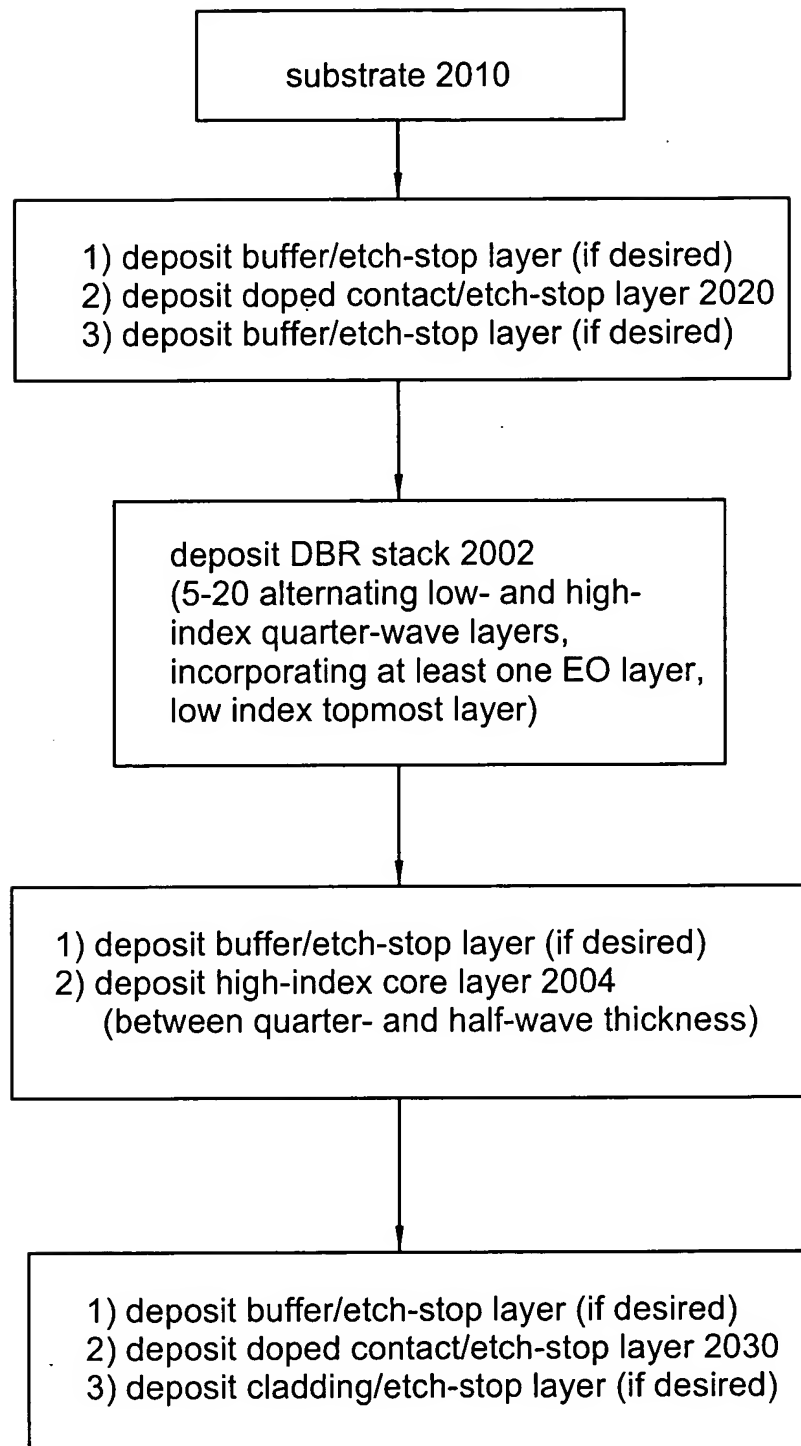 substrate 2010
1) deposit buffer/etch-stop layer (if desired)
2) deposit doped contact/etch-stop layer 2020
3) deposit buffer/etch-stop layer (if desired)
deposit DBR stack 2002
(5-20 alternating low- and high-
index quarter-wave layers,
incorporating at least one EO layer,
low index topmost layer)
1) deposit buffer/etch-stop layer (if desired)
2) deposit high-index core layer 2004
(between quarter- and half-wave thickness)
1) deposit buffer/etch-stop layer (if desired)
2) deposit doped contact/etch-stop layer 2030
3) deposit cladding/etch-stop layer (if desired)